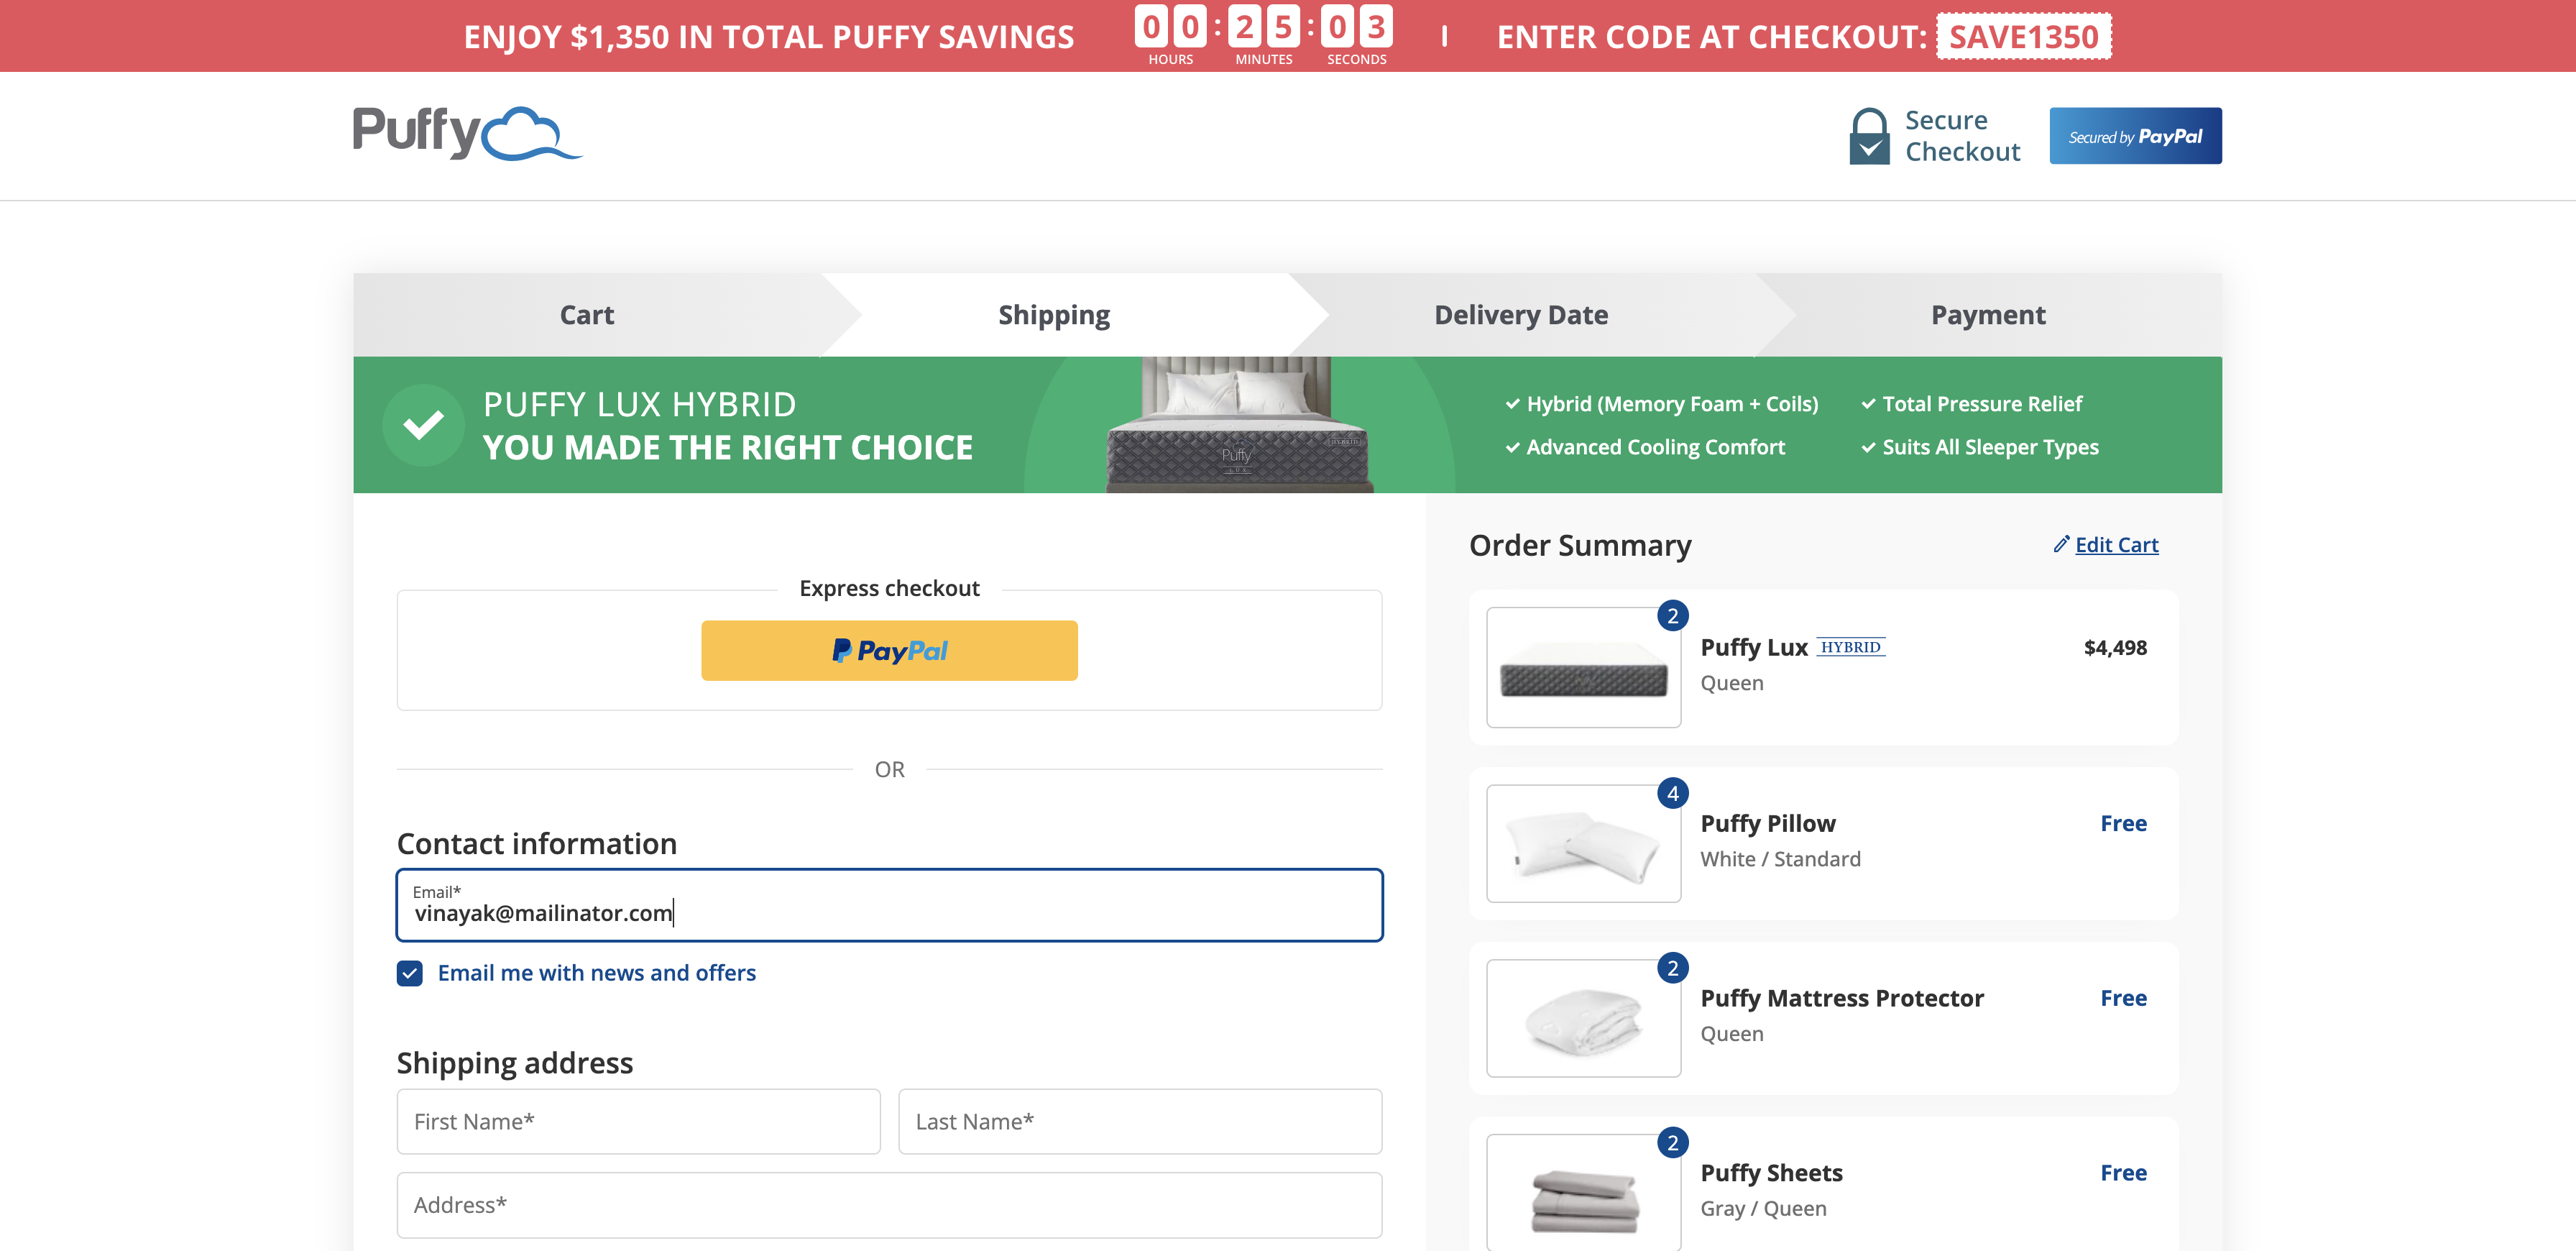 ENJOY $1,350 IN TOTAL PUFFY SAVINGS
00 : 25 : 03
HOURS MINUTES SECONDS
ENTER CODE AT CHECKOUT: SAVE1350
Puffy
Secure
Checkout
Secured by PayPal
Cart
Shipping
Delivery Date
Payment
PUFFY LUX HYBRID
YOU MADE THE RIGHT CHOICE
Puffy
LUX
HYBRID
Hybrid (Memory Foam + Coils)
Total Pressure Relief
Advanced Cooling Comfort
Suits All Sleeper Types
Express checkout
PayPal
OR
Contact information
Email*
vinayak@mailinator.com
Email me with news and offers
Shipping address
First Name*
Last Name*
Address*
Order Summary
Edit Cart
2
Puffy Lux HYBRID
$4,498
Queen
4
Puffy Pillow
Free
White / Standard
2
Puffy Mattress Protector
Free
Queen
2
Puffy Sheets
Free
Gray / Queen